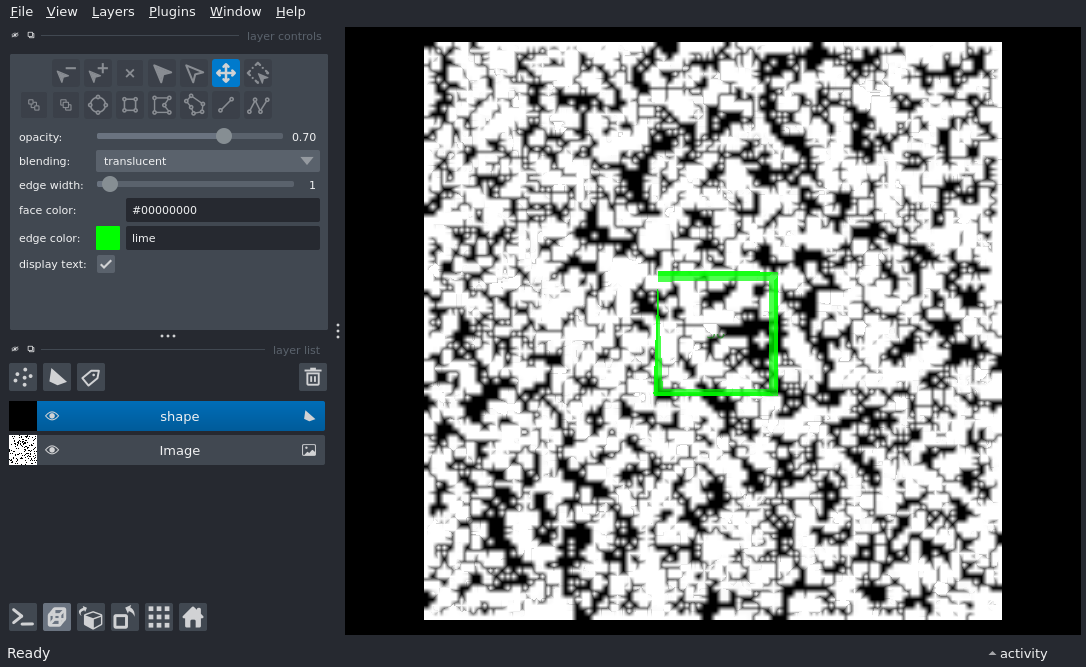 File View Layers Plugins Window Help
layer controls
opacity: 0.70
blending: translucent
edge width: 1
face color: #00000000
edge color: lime
display text:
layer list
shape
Image
Ready activity